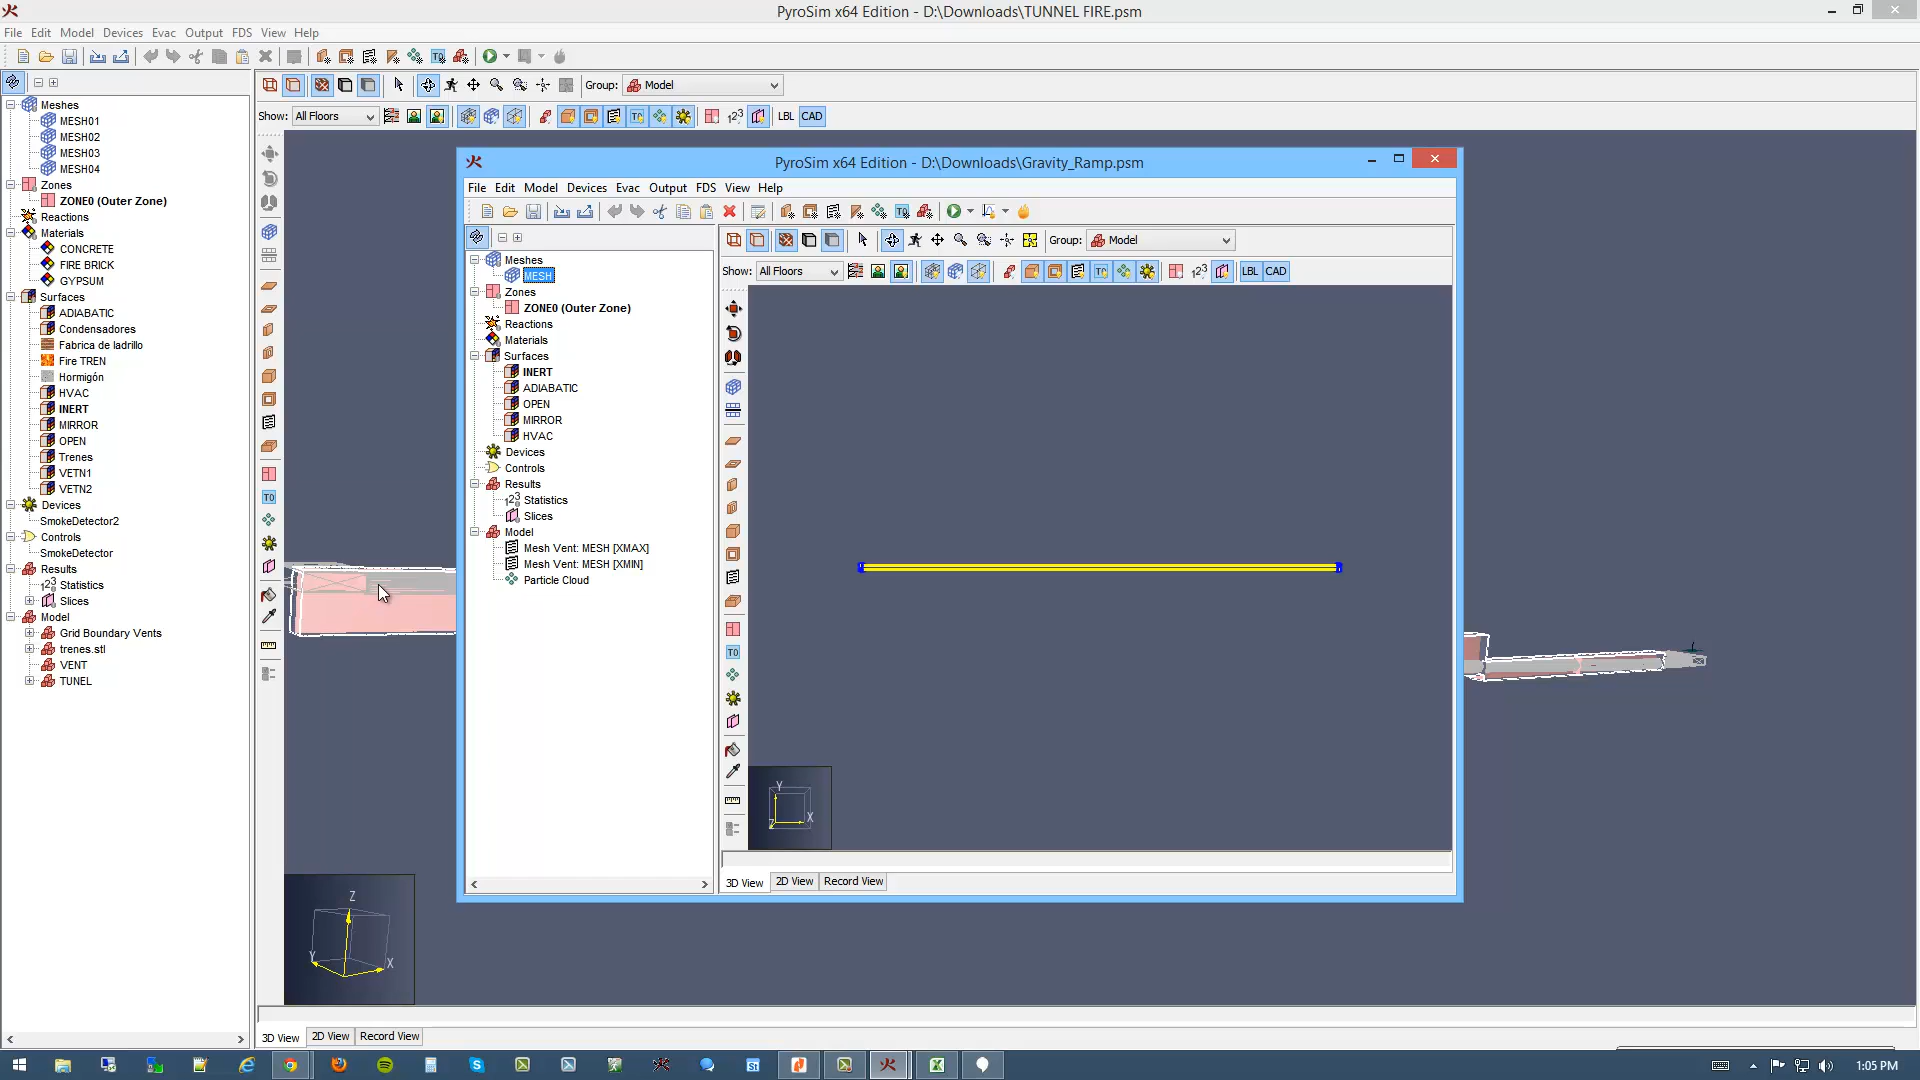 PyroSim x64 Edition - D:\Downloads\TUNNEL FIRE.psm
File Edit Model Devices Evac Output FDS View Help
Group: Model
Show: All Floors LBL CAD
Meshes
MESH01
MESH02
MESH03
MESH04
Zones
ZONE0 (Outer Zone)
Reactions
Materials
CONCRETE
FIRE BRICK
GYPSUM
Surfaces
ADIABATIC
Condensadores
Fabrica de ladrillo
Fire TREN
Hormigón
HVAC
INERT
MIRROR
OPEN
Trenes
VETN1
VETN2
Devices
SmokeDetector2
Controls
SmokeDetector
Results
Statistics
Slices
Model
Grid Boundary Vents
trenes.stl
VENT
TUNEL
Z
Y
X
3D View 2D View Record View
PyroSim x64 Edition - D:\Downloads\Gravity_Ramp.psm
File Edit Model Devices Evac Output FDS View Help
Group: Model
Show: All Floors LBL CAD
Meshes
MESH
Zones
ZONE0 (Outer Zone)
Reactions
Materials
Surfaces
INERT
ADIABATIC
OPEN
MIRROR
HVAC
Devices
Controls
Results
Statistics
Slices
Model
Mesh Vent: MESH [XMAX]
Mesh Vent: MESH [XMIN]
Particle Cloud
Y
X
Z
3D View 2D View Record View
1:05 PM